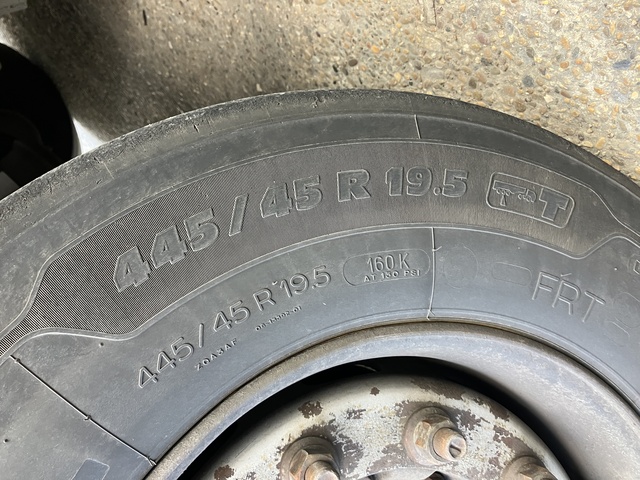 445/45 R 19.5 T
445/45 R 19.5
160 K
AT 130 PSI
FRT